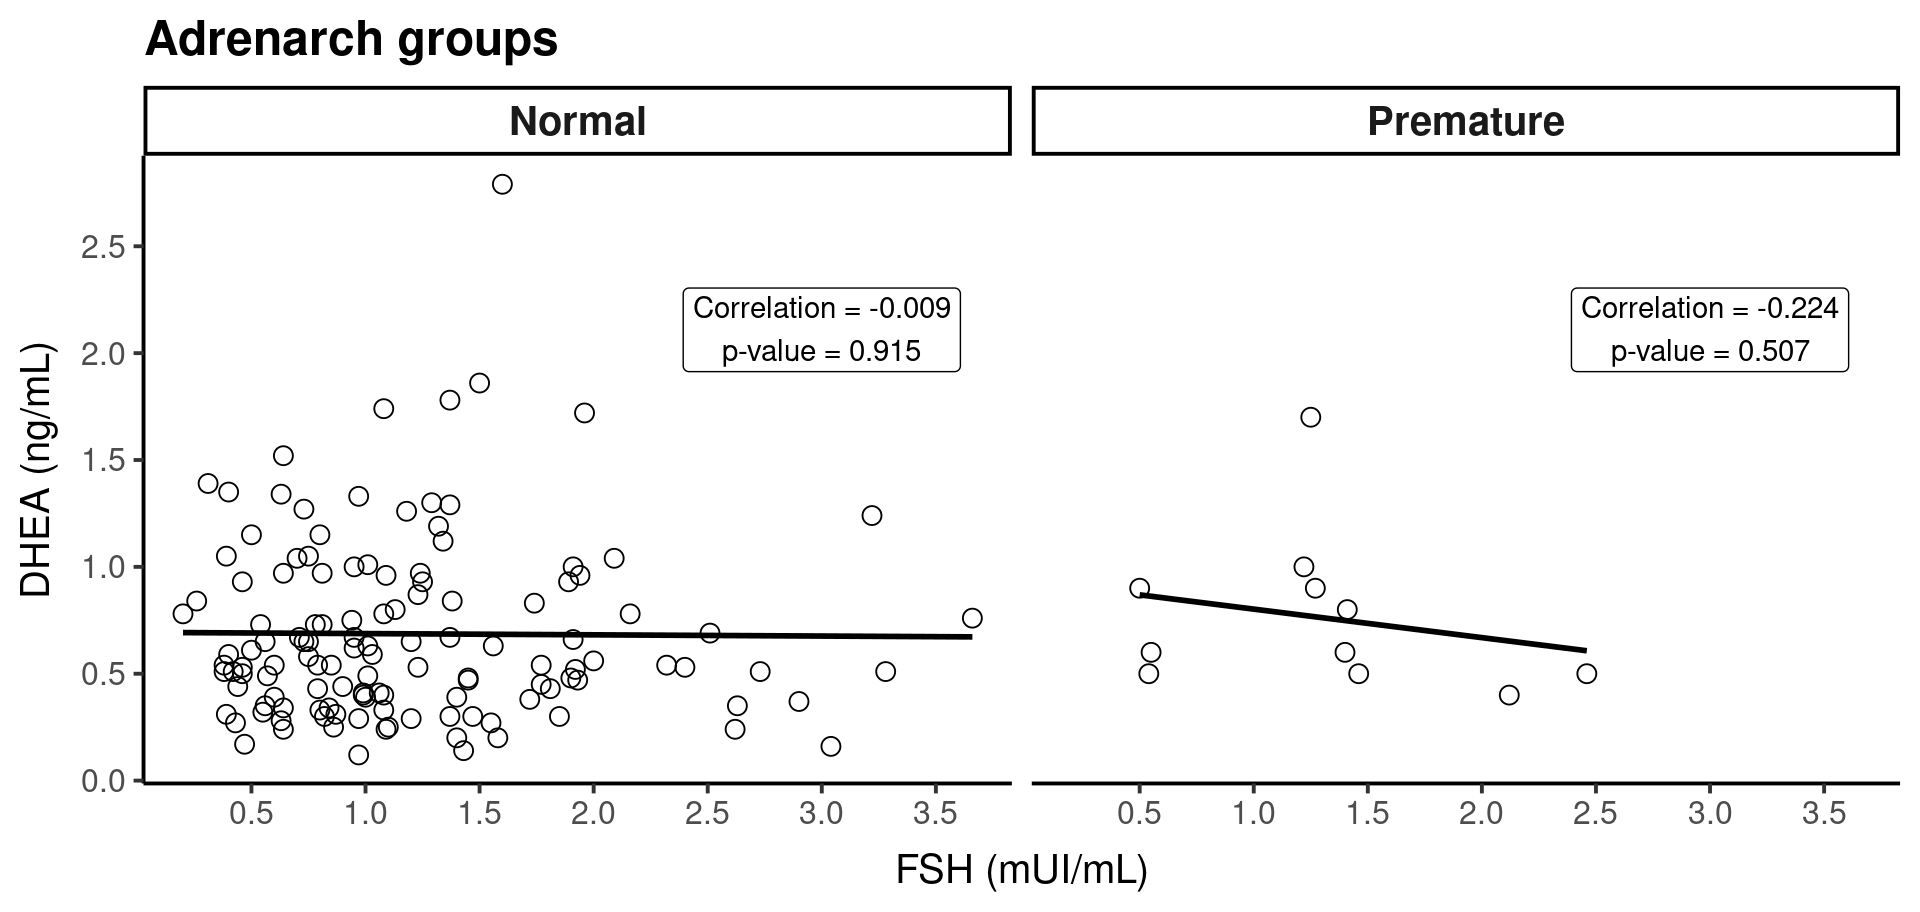 Adrenarch groups
Normal
Premature
DHEA (ng/mL)
2.5
2.0
1.5
1.0
0.5
0.0
Correlation = -0.009
p-value = 0.915
Correlation = -0.224
p-value = 0.507
0.5 1.0 1.5 2.0 2.5 3.0 3.5
0.5 1.0 1.5 2.0 2.5 3.0 3.5
FSH (mUI/mL)